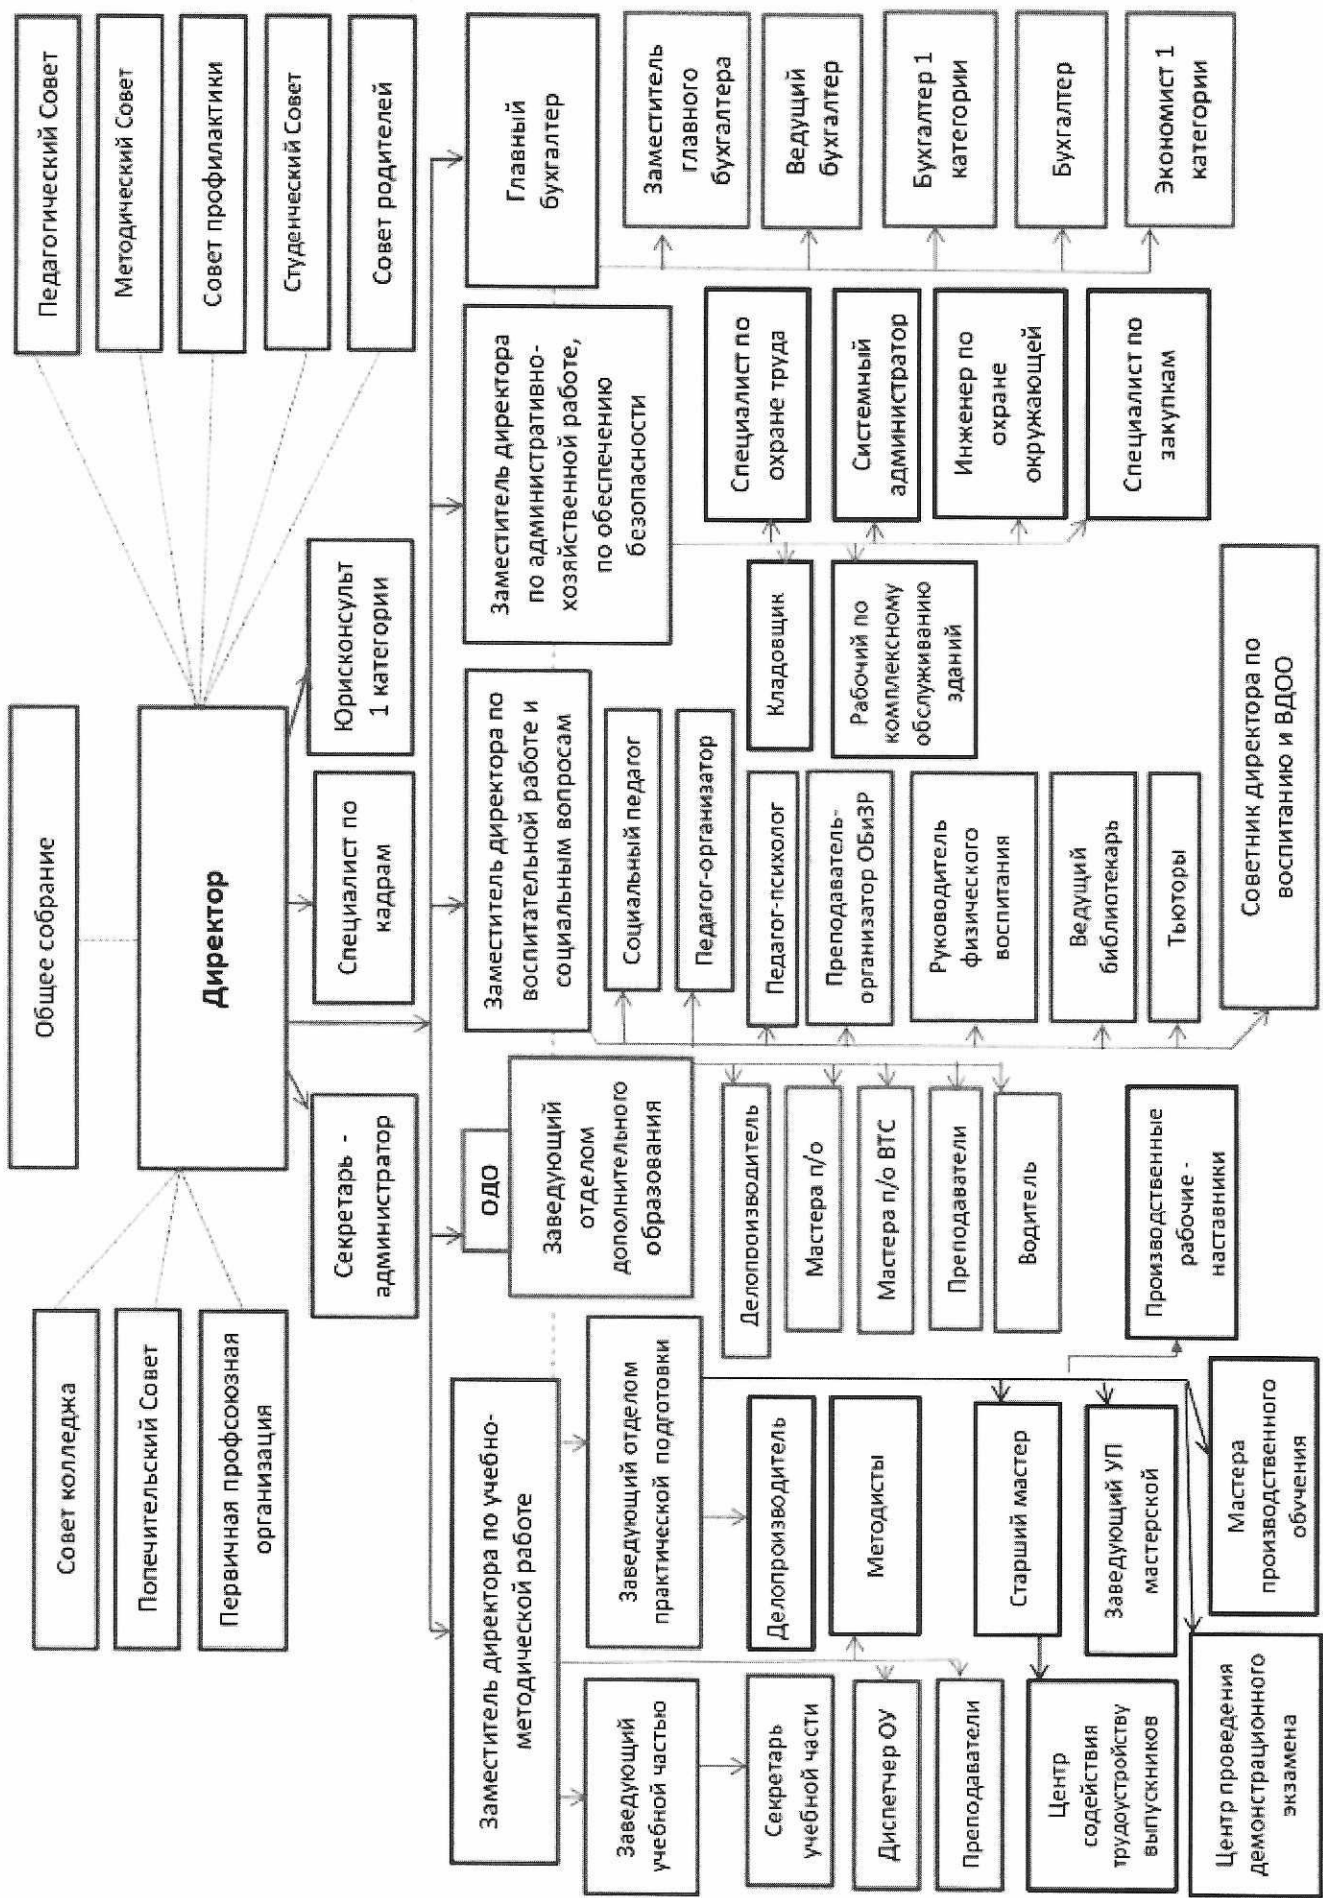 Общее собрание
Совет колледжа
Попечительский Совет
Первичная профсоюзная
организация
Директор
Педагогический Совет
Методический Совет
Совет профилактики
Студенческий Совет
Совет родителей
Секретарь -
администратор
Специалист по
кадрам
Юрисконсульт
1 категории
Заместитель директора по учебно-
методической работе
ОДО
Заведующий
отделом
дополнительного
образования
Заместитель директора по
воспитательной работе и
социальным вопросам
Заместитель директора
по административно-
хозяйственной работе,
по обеспечению
безопасности
Главный
бухгалтер
Заведующий
учебной частью
Секретарь
учебной части
Диспетчер ОУ
Преподаватели
Центр
содействия
трудоустройству
выпускников
Центр проведения
демонстрационного
экзамена
Заведующий отделом
практической подготовки
Делопроизводитель
Методисты
Старший мастер
Заведующий УП
мастерской
Мастера
производственного
обучения
Производственные
рабочие -
наставники
Делопроизводитель
Мастера п/о
Мастера п/о ВТС
Преподаватели
Водитель
Социальный педагог
Педагог-организатор
Педагог-психолог
Преподаватель-
организатор ОБиЗР
Руководитель
физического
воспитания
Ведущий
библиотекарь
Тьюторы
Советник директора по
воспитанию и ВДОО
Кладовщик
Рабочий по
комплексному
обслуживанию
зданий
Специалист по
охране труда
Системный
администратор
Инженер по
охране
окружающей
Специалист по
закупкам
Заместитель
главного
бухгалтера
Ведущий
бухгалтер
Бухгалтер 1
категории
Бухгалтер
Экономист 1
категории